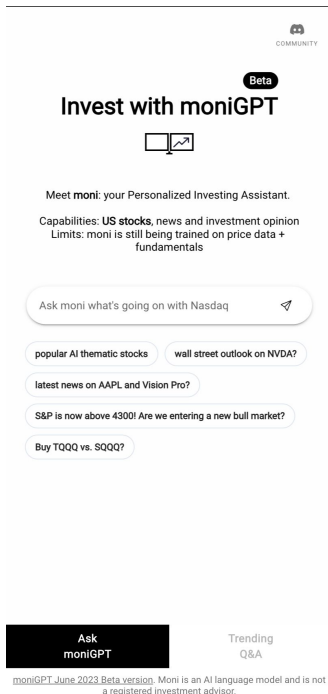 COMMUNITY
Beta
Invest with moniGPT
Meet moni: your Personalized Investing Assistant.
Capabilities: US stocks, news and investment opinion
Limits: moni is still being trained on price data +
fundamentals
Ask moni what's going on with Nasdaq
popular AI thematic stocks
wall street outlook on NVDA?
latest news on AAPL and Vision Pro?
S&P is now above 4300! Are we entering a new bull market?
Buy TQQQ vs. SQQQ?
Ask
moniGPT
Trending
Q&A
moniGPT June 2023 Beta version. Moni is an AI language model and is not
a registered investment advisor.